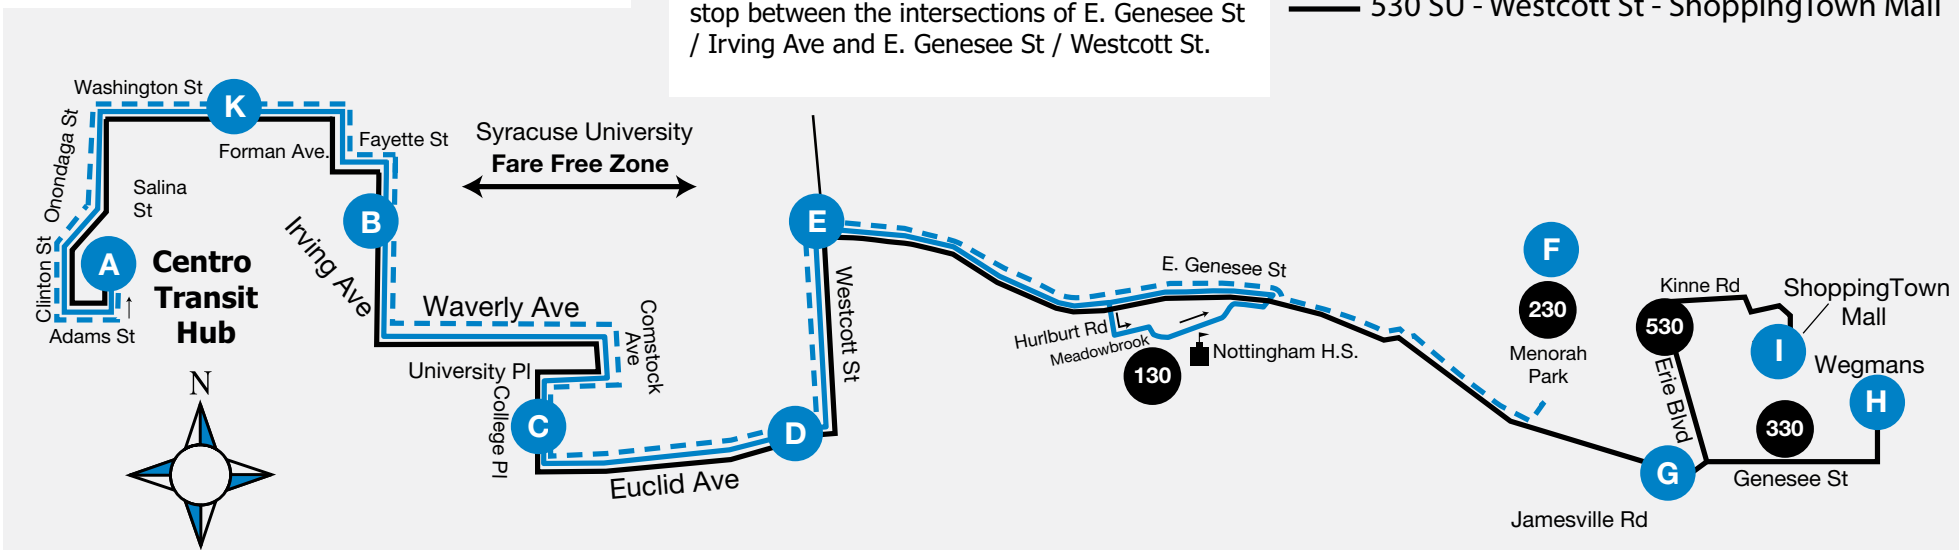 stop between the intersections of E. Genesee St
/ Irving Ave and E. Genesee St / Westcott St.
530 SU - Westcott St - ShoppingTown Mall
Washington St
K
Onondaga St
Forman Ave.
Fayette St
Syracuse University
Fare Free Zone
Salina
St
B
E
Irving Ave
Clinton St
A
Centro
Transit
Hub
Adams St
Waverly Ave
Comstock
Ave
University Pl
College Pl
C
N
Euclid Ave
D
Westcott St
E. Genesee St
Hurlburt Rd
Meadowbrook
Nottingham H.S.
130
F
230
Menorah
Park
Kinne Rd
ShoppingTown
Mall
530
I
Wegmans
H
Erie Blvd
330
G
Genesee St
Jamesville Rd